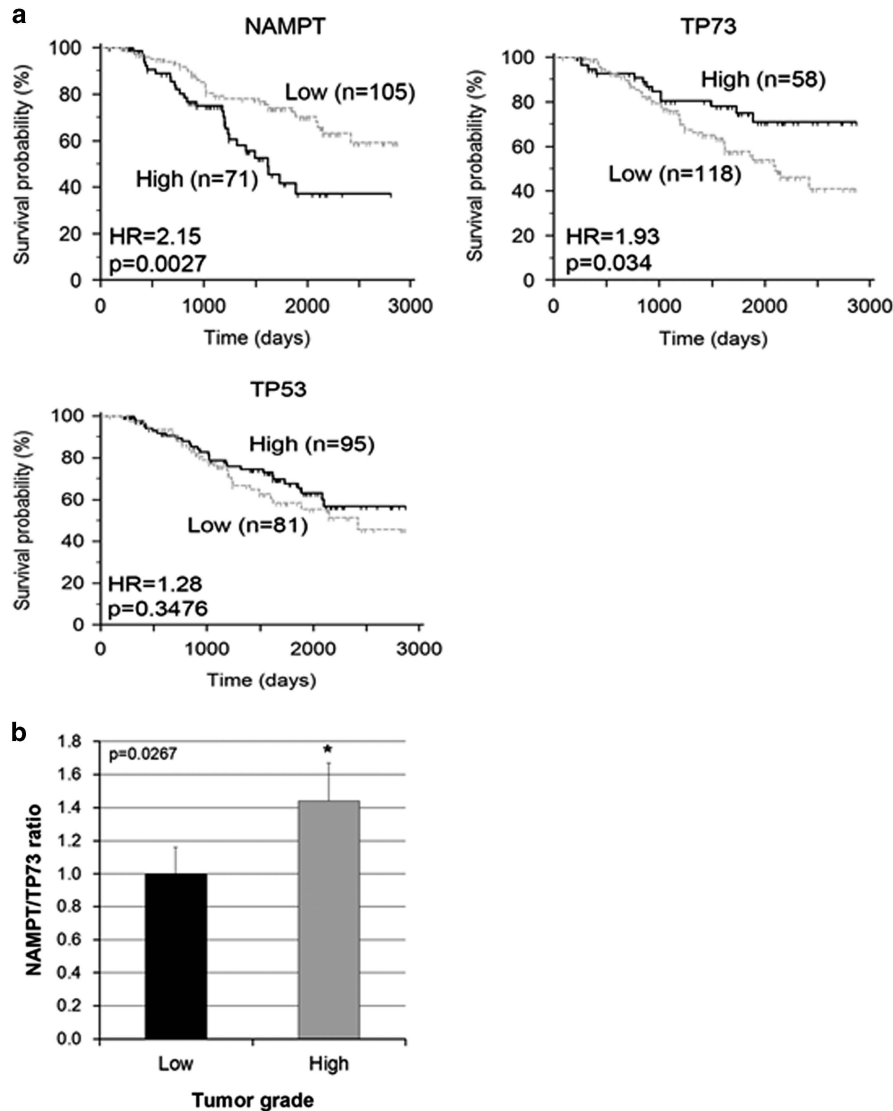 a
NAMPT
Survival probability (%)
100
80
60
40
20
0
Low (n=105)
High (n=71)
HR=2.15
p=0.0027
0 1000 2000 3000
Time (days)
TP73
Survival probability (%)
100
80
60
40
20
0
High (n=58)
Low (n=118)
HR=1.93
p=0.034
0 1000 2000 3000
Time (days)
TP53
Survival probability (%)
100
80
60
40
20
0
High (n=95)
Low (n=81)
HR=1.28
p=0.3476
0 1000 2000 3000
Time (days)
b
NAMPT/TP73 ratio
1.8
1.6
1.4
1.2
1.0
0.8
0.6
0.4
0.2
0.0
p=0.0267
*
Low High
Tumor grade